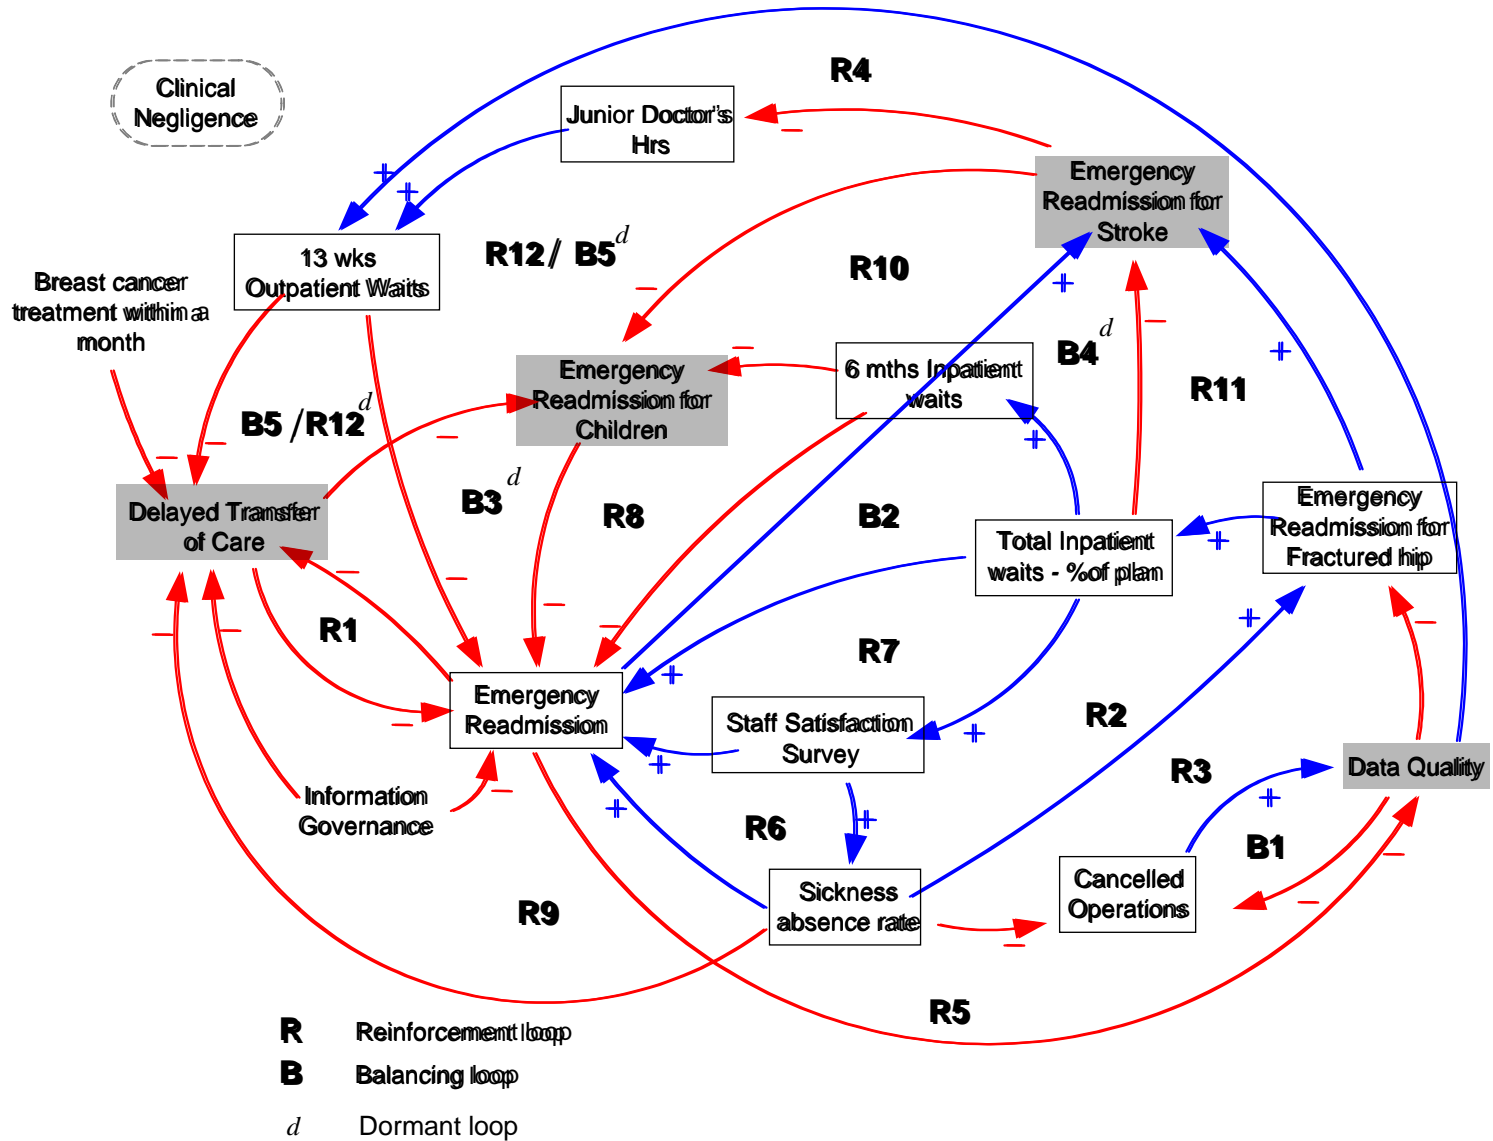 R4
Clinical
Negligence
Junior Doctor's
Hrs
Emergency
Readmission for
Stroke
13 wks
Outpatient Waits
R12 / B5 d
R10
Breast cancer
treatment within a
month
B4 d
6 mths Inpatient
waits
Emergency
Readmission for
Children
R11
B5 / R12 d
B3 d
R8
B2
Delayed Transfer
of Care
Total Inpatient
waits - %of plan
Emergency
Readmission for
Fractured hip
R1
R7
Emergency
Readmission
Staff Satisfaction
Survey
R2
R3
Data Quality
Information
Governance
R6
B1
Sickness
absence rate
Cancelled
Operations
R9
R5
R Reinforcement loop
B Balancing loop
d Dormant loop